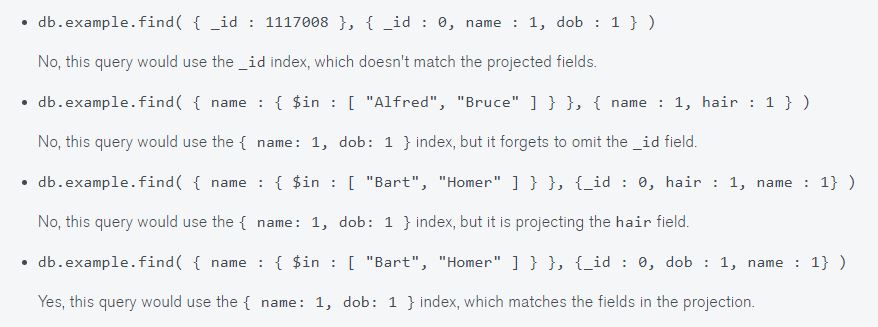 • db.example.find( { _id : 1117008 }, { _id : 0, name : 1, dob : 1 } )
No, this query would use the _id index, which doesn't match the projected fields.
• db.example.find( { name : { $in : [ "Alfred", "Bruce" ] } }, { name : 1, hair : 1 } )
No, this query would use the { name: 1, dob: 1 } index, but it forgets to omit the _id field.
• db.example.find( { name : { $in : [ "Bart", "Homer" ] } }, {_id : 0, hair : 1, name : 1} )
No, this query would use the { name: 1, dob: 1 } index, but it is projecting the hair field.
• db.example.find( { name : { $in : [ "Bart", "Homer" ] } }, {_id : 0, dob : 1, name : 1} )
Yes, this query would use the { name: 1, dob: 1 } index, which matches the fields in the projection.